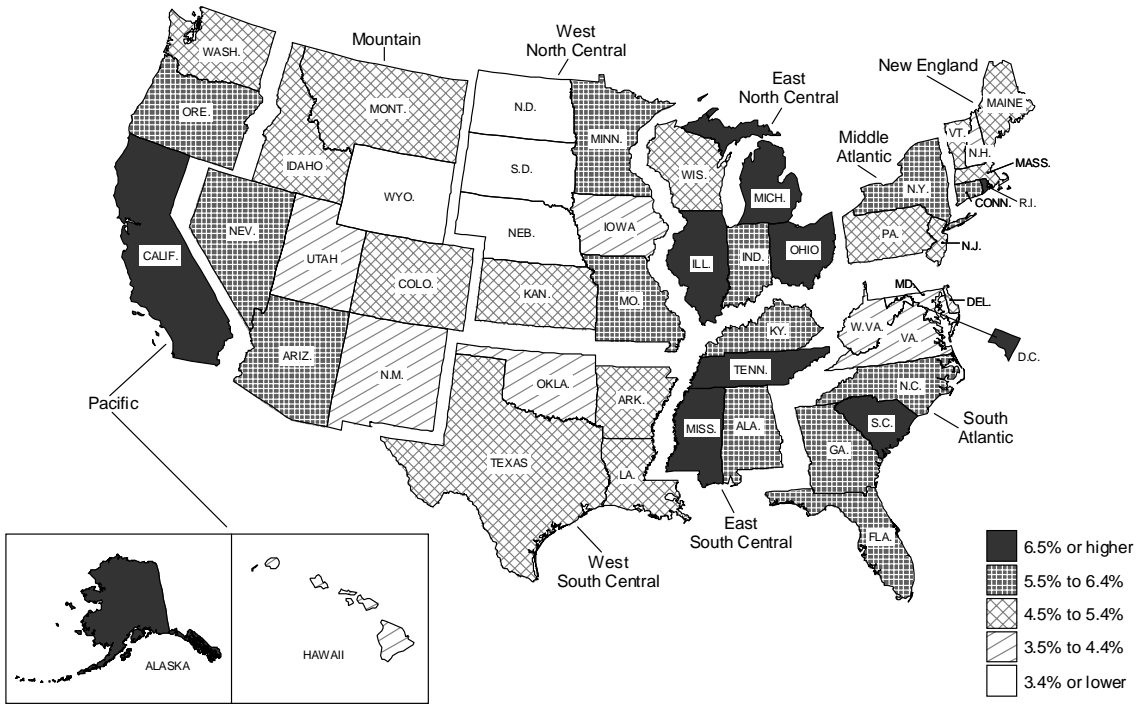 West
North Central
Mountain
WASH.
East
North Central
New England
MAINE
MONT.
N.D.
ORE.
MINN.
VT.
Middle
Atlantic
N.H.
IDAHO
S.D.
WIS.
MASS.
MICH.
N.Y.
WYO.
CONN.
R.I.
NEV.
NEB.
IOWA
PA.
CALIF.
UTAH
ILL.
IND.
OHIO
N.J.
COLO.
KAN.
MO.
MD.
DEL.
KY.
W.VA.
VA.
ARIZ.
D.C.
TENN.
N.M.
OKLA.
N.C.
Pacific
ARK.
MISS.
ALA.
S.C.
South
Atlantic
GA.
TEXAS
LA.
East
South Central
FLA.
West
South Central
6.5% or higher
5.5% to 6.4%
4.5% to 5.4%
3.5% to 4.4%
3.4% or lower
ALASKA
HAWAII